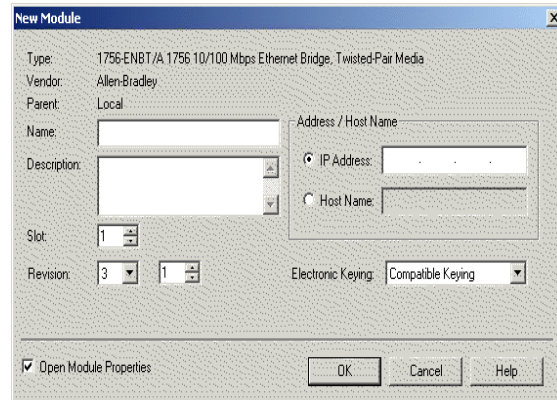 New Module
Type: 1756-ENBT/A 1756 10/100 Mbps Ethernet Bridge, Twisted-Pair Media
Vendor: Allen-Bradley
Parent: Local
Name:
Address / Host Name
IP Address: . . .
Description:
Host Name:
Slot: 1
Revision: 3 1
Electronic Keying: Compatible Keying
Open Module Properties
OK Cancel Help